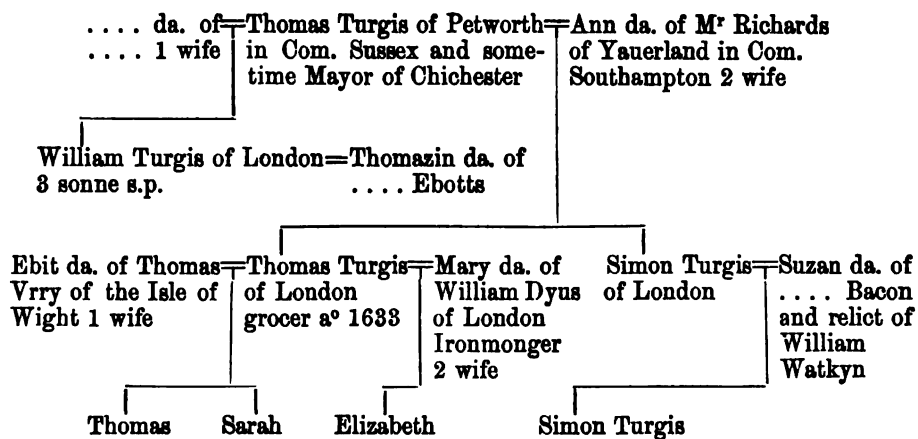 .... da. of=Thomas Turgis of Petworth=Ann da. of Mr Richards
.... 1 wife in Com. Sussex and some- of Yauerland in Com.
time Mayor of Chichester Southampton 2 wife
William Turgis of London=Thomazin da. of
3 sonne s.p. .... Ebotts
Ebit da. of Thomas=Thomas Turgis=Mary da. of Simon Turgis=Suzan da. of
Vrry of the Isle of of London William Dyus of London .... Bacon
Wight 1 wife grocer ao 1633 of London and relict of
Ironmonger William
2 wife Watkyn
Thomas Sarah Elizabeth Simon Turgis